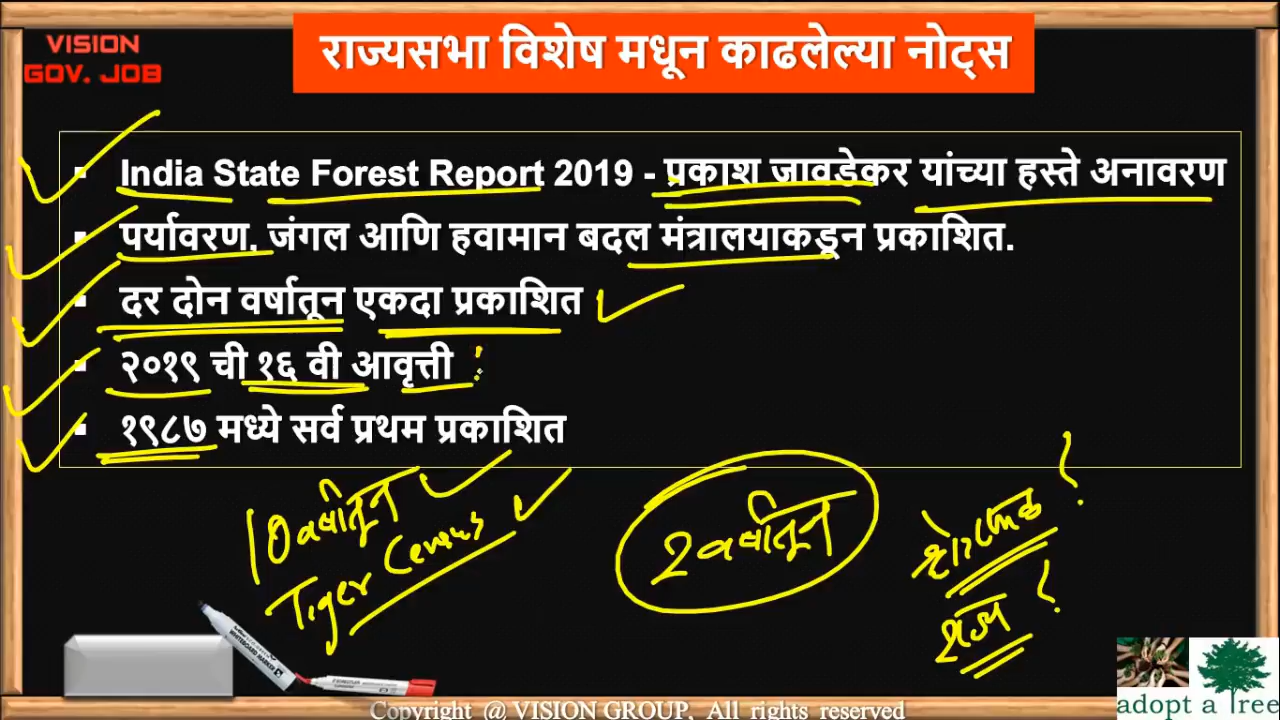 VISION
GOV. JOB
राज्यसभा विशेष मधून काढलेल्या नोट्स
India State Forest Report 2019 - प्रकाश जावडेकर यांच्या हस्ते अनावरण
पर्यावरण, जंगल आणि हवामान बदल मंत्रालयाकडून प्रकाशित.
दर दोन वर्षातून एकदा प्रकाशित
२०१९ ची १६ वी आवृत्ती
१९८७ मध्ये सर्व प्रथम प्रकाशित
10 वर्षातून
Tiger Census
2 वर्षातून
?
?
adopt a Tree
Copyright @ VISION GROUP, All rights reserved